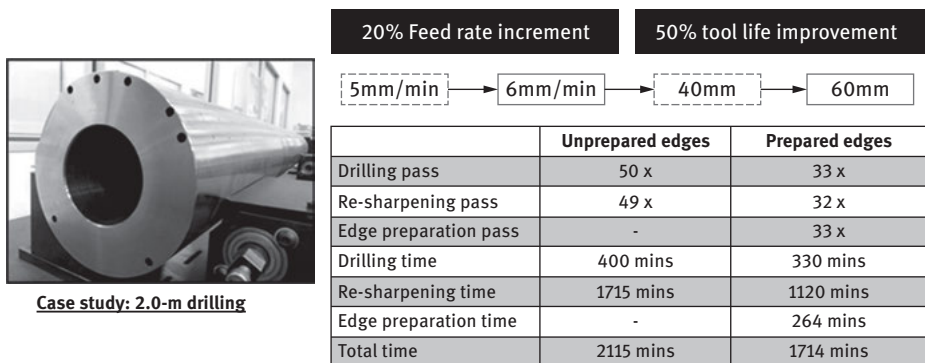 20% Feed rate increment
50% tool life improvement
5mm/min
6mm/min
40mm
60mm
Unprepared edges Prepared edges
Drilling pass 50 x 33 x
Re-sharpening pass 49 x 32 x
Edge preparation pass - 33 x
Drilling time 400 mins 330 mins
Re-sharpening time 1715 mins 1120 mins
Edge preparation time - 264 mins
Total time 2115 mins 1714 mins
Case study: 2.0-m drilling